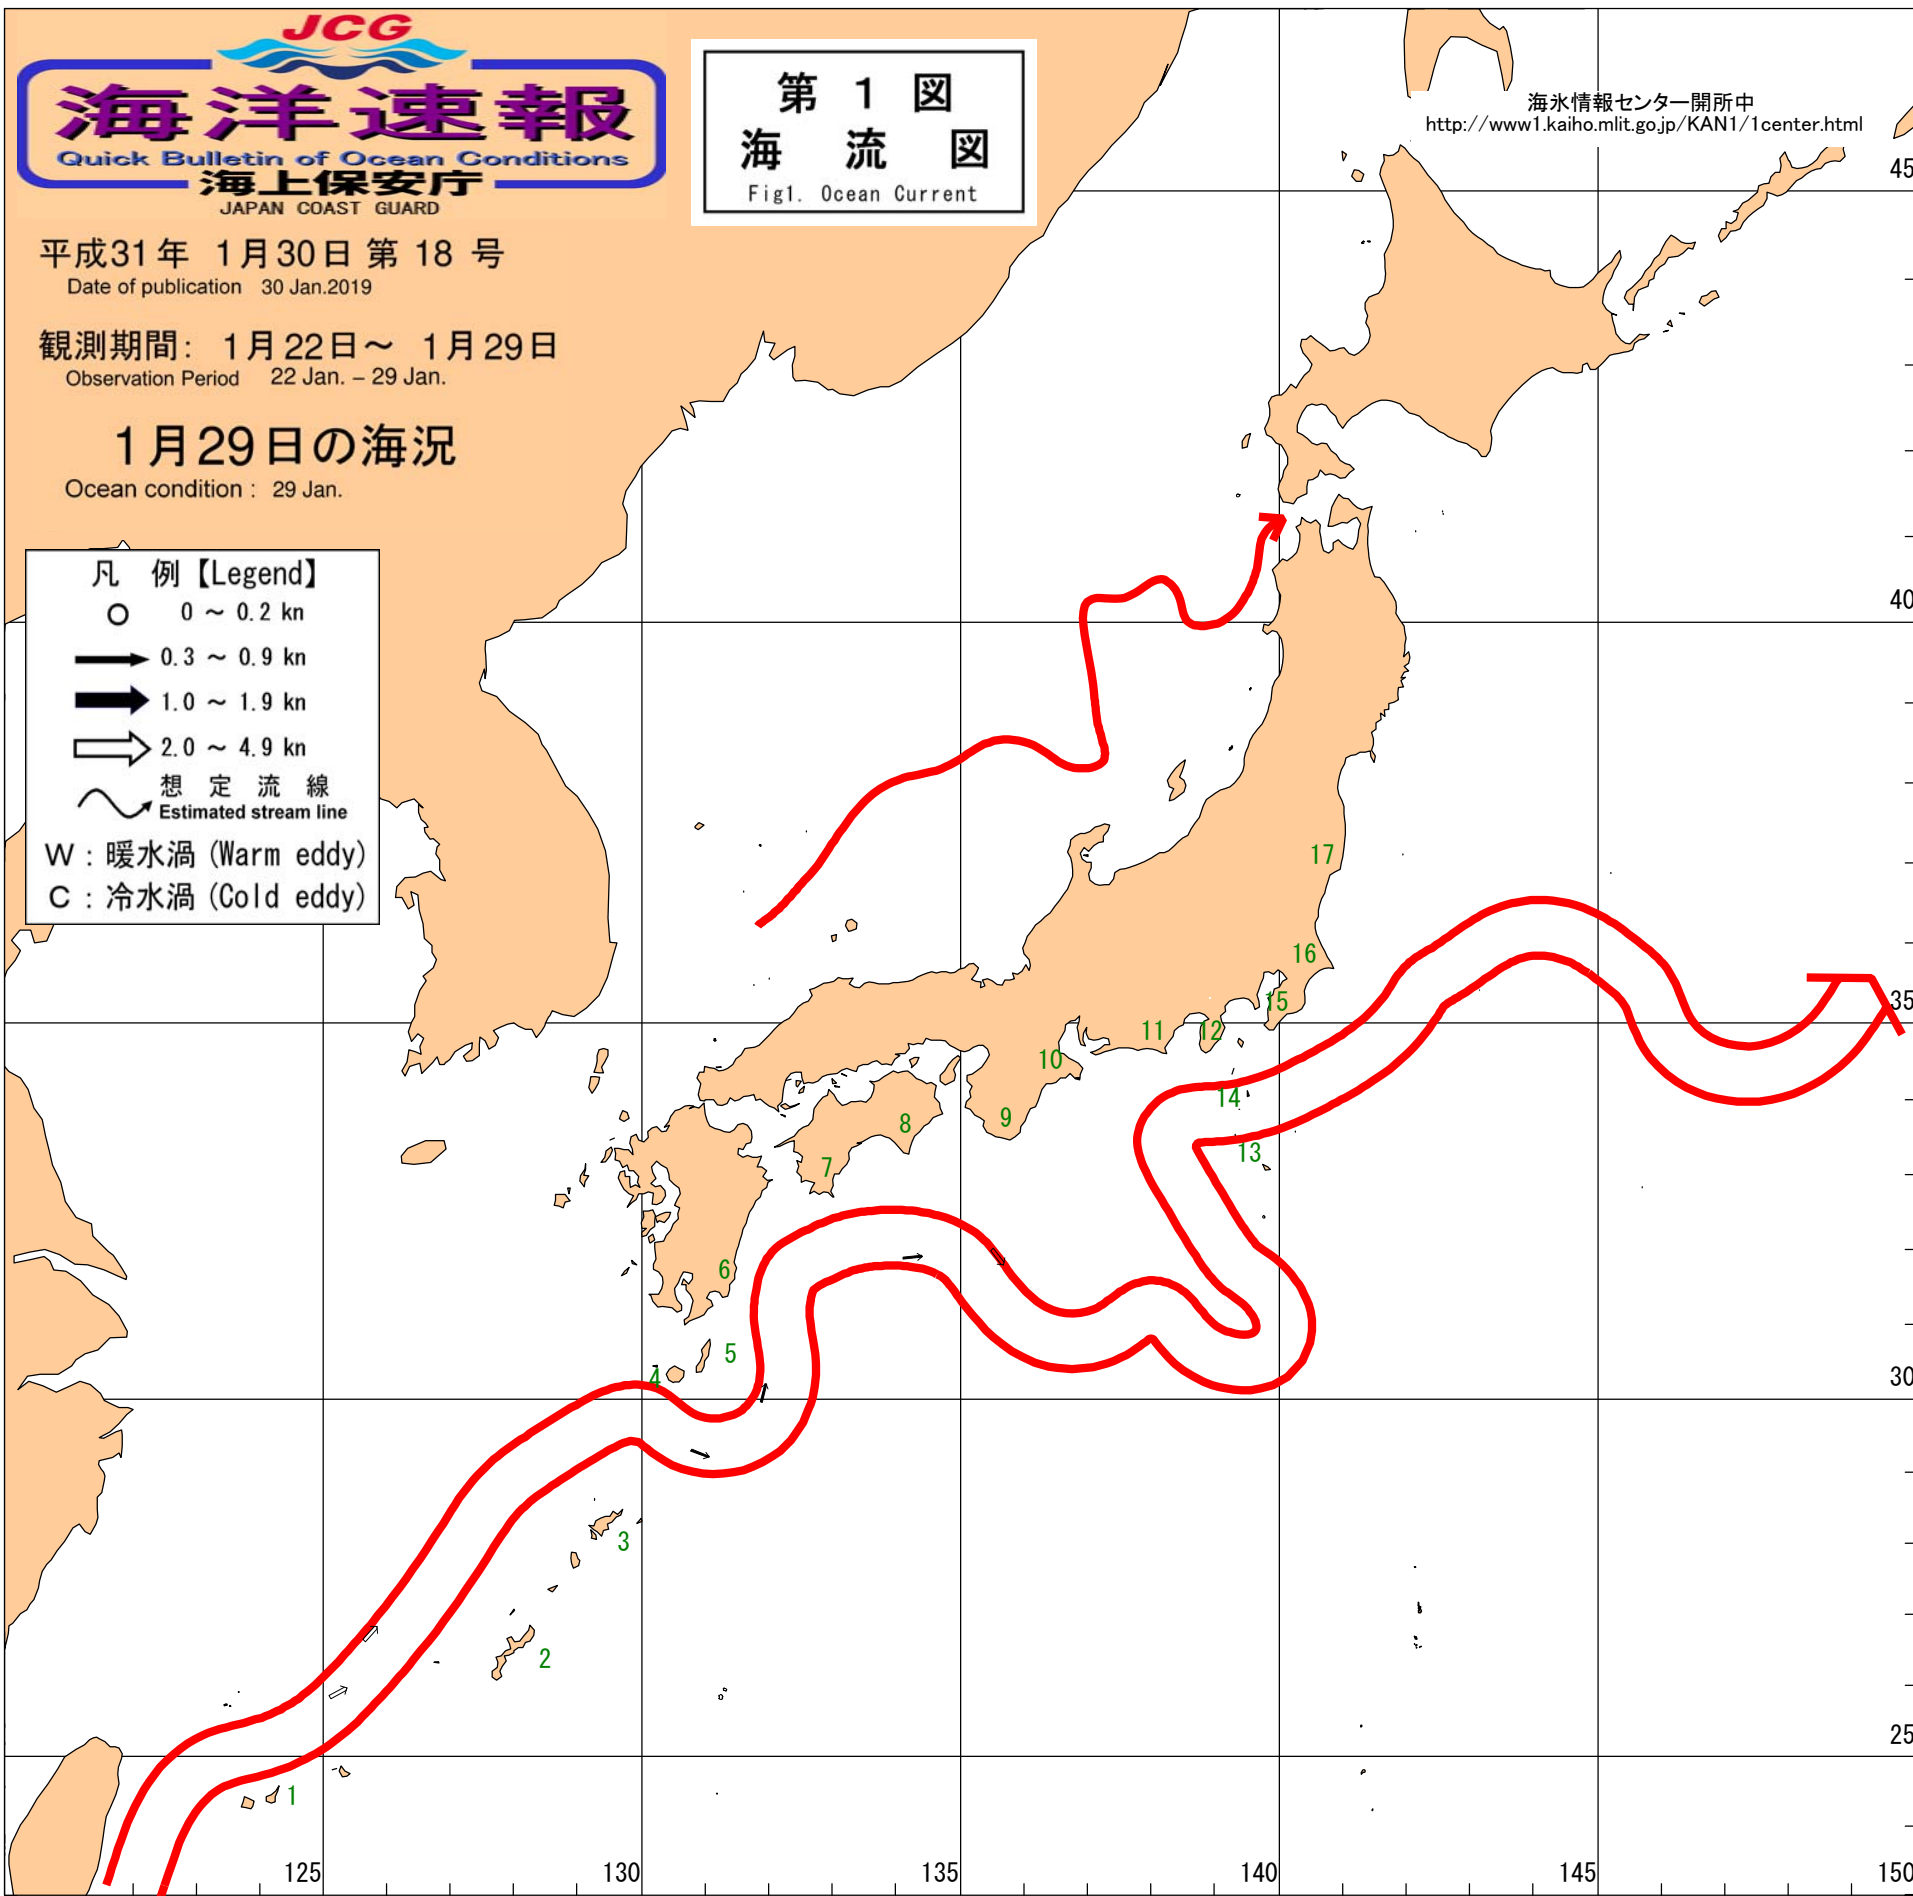 JCG
海洋速報
Quick Bulletin of Ocean Conditions
海上保安庁
JAPAN COAST GUARD
第 1 図
海 流 図
Fig1. Ocean Current
海氷情報センター開所中
http://www1.kaiho.mlit.go.jp/KAN1/1center.html
平成31年 1月30日 第 18 号
Date of publication 30 Jan.2019
観測期間: 1月22日~ 1月29日
Observation Period 22 Jan. - 29 Jan.
1月29日の海況
Ocean condition : 29 Jan.
凡 例【Legend】
0 ~ 0.2 kn
0.3 ~ 0.9 kn
1.0 ~ 1.9 kn
2.0 ~ 4.9 kn
想 定 流 線
Estimated stream line
W : 暖水渦 (Warm eddy)
C : 冷水渦 (Cold eddy)
45
40
35
30
25
17
16
15
12
11
10
14
13
9
8
7
6
5
4
3
2
1
125
130
135
140
145
150